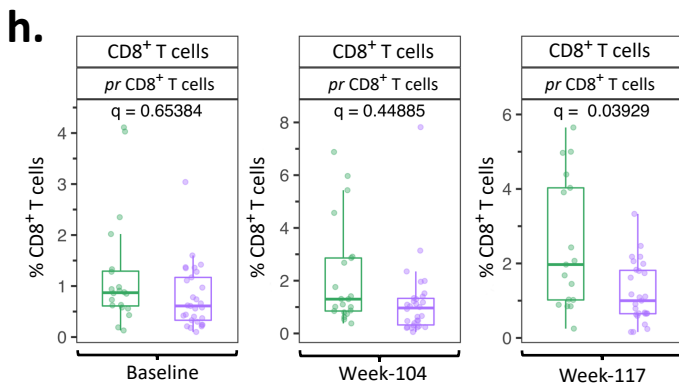 h.
CD8⁺ T cells
pr CD8⁺ T cells
q = 0.65384
% CD8⁺ T cells
4
3
2
1
0
Baseline
CD8⁺ T cells
pr CD8⁺ T cells
q = 0.44885
% CD8⁺ T cells
8
6
4
2
0
Week-104
CD8⁺ T cells
pr CD8⁺ T cells
q = 0.03929
% CD8⁺ T cells
6
4
2
0
Week-117